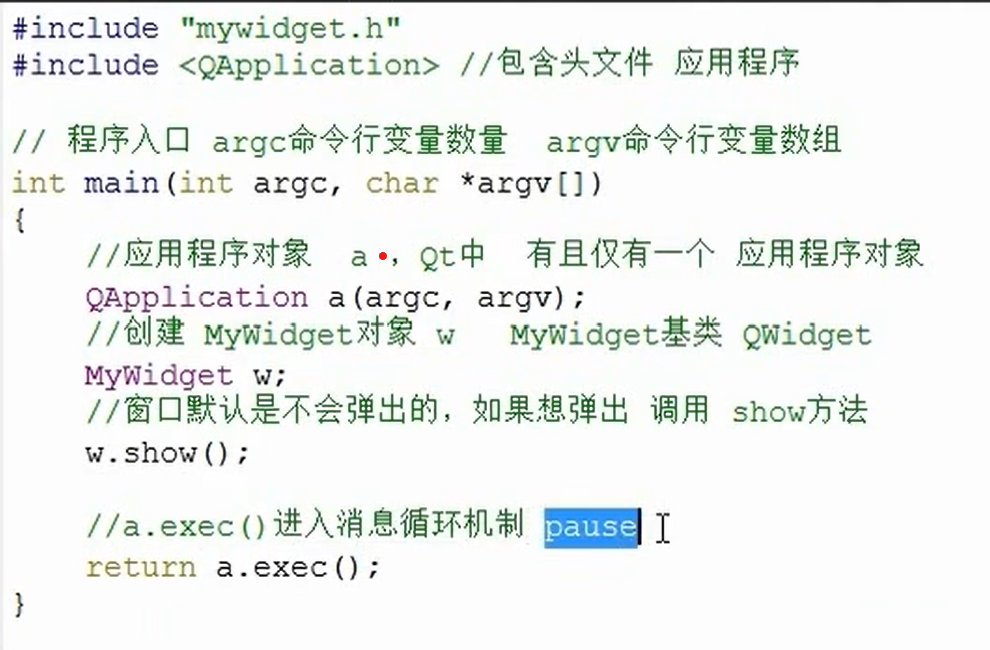 #include "mywidget.h"
#include <QApplication> //包含头文件 应用程序
// 程序入口 argc命令行变量数量  argv命令行变量数组
int main(int argc, char *argv[])
{
//应用程序对象  a ，Qt中  有且仅有一个 应用程序对象
QApplication a(argc, argv);
//创建 MyWidget对象 w   MyWidget基类 QWidget
MyWidget w;
//窗口默认是不会弹出的，如果想弹出 调用 show方法
w.show();
//a.exec()进入消息循环机制 pause
return a.exec();
}